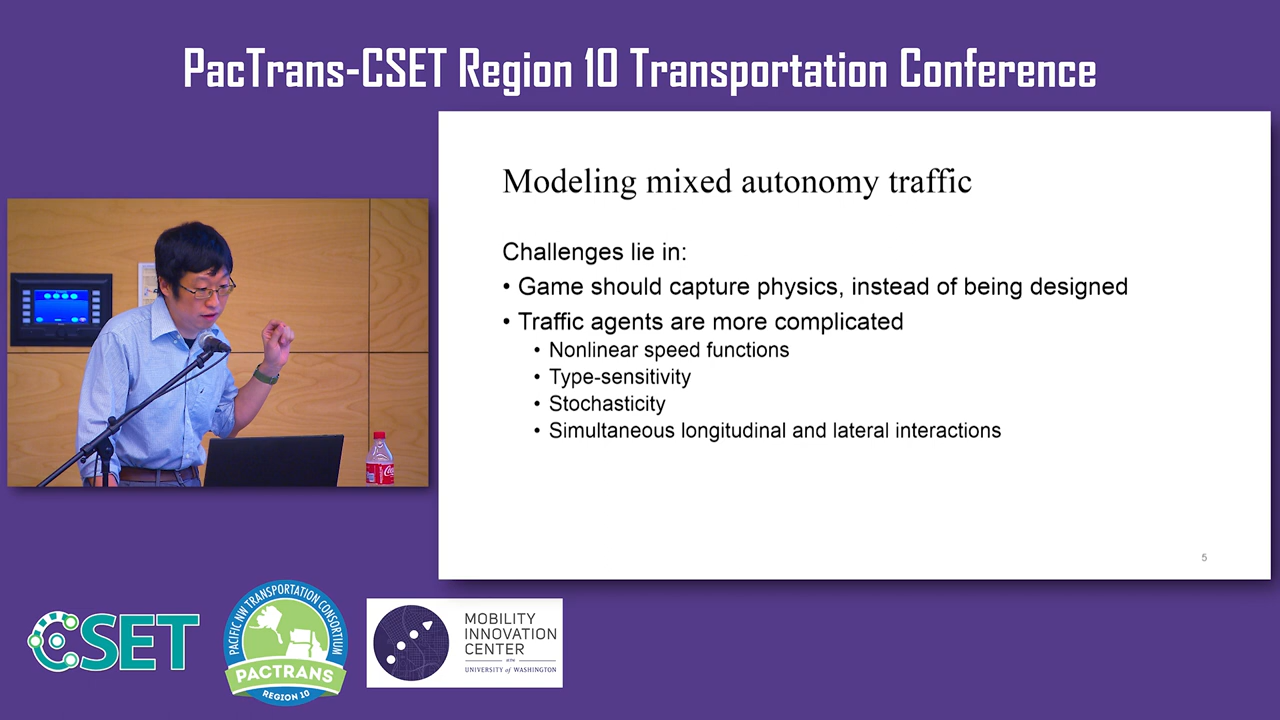 PacTrans-CSET Region 10 Transportation Conference
Modeling mixed autonomy traffic
Challenges lie in:
• Game should capture physics, instead of being designed
• Traffic agents are more complicated
• Nonlinear speed functions
• Type-sensitivity
• Stochasticity
• Simultaneous longitudinal and lateral interactions
5
CSET
PACIFIC NW TRANSPORTATION CONSORTIUM
PACTRANS
REGION 10
MOBILITY
INNOVATION
CENTER
UNIVERSITY of WASHINGTON